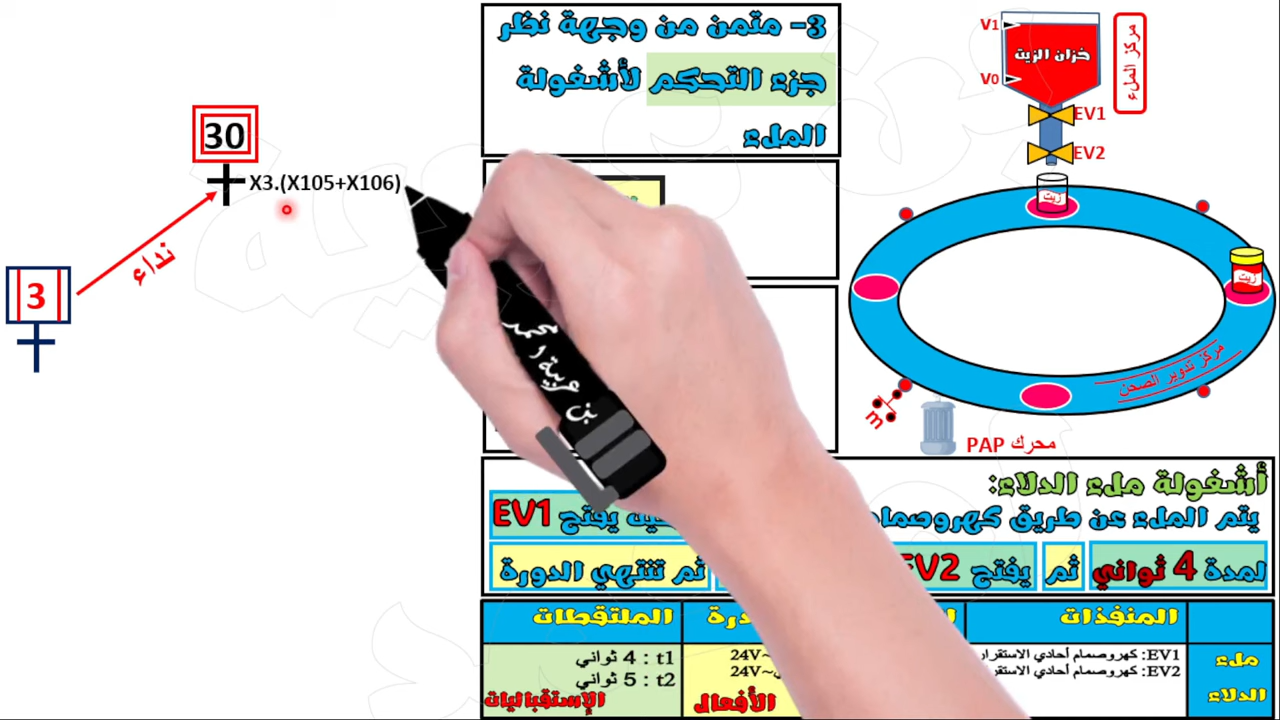 3- متمن من وجهة نظر
جزء التحكم لأشغولة
الملء
30
X3.(X105+X106)
نداء
3
V1
V0
خزان الزيت
مركز الملء
EV1
EV2
زيت
زيت
مركز تدوير الصحن
3
محرك PAP
أشغولة ملء الدلاء:
يتم الملء عن طريق يفتح EV1
لمدة 4 ثواني ثم يفتح EV2 ثم تنتهي الدورة
المنفذات
الملتقطات
ملء
الدلاء
EV1: كهروصمام أحادي الاستقرار
EV2: كهروصمام أحادي الاستقرار
24V~
24V~
t1 : 4 ثواني
t2 : 5 ثواني
الأفعال
الإستقباليات